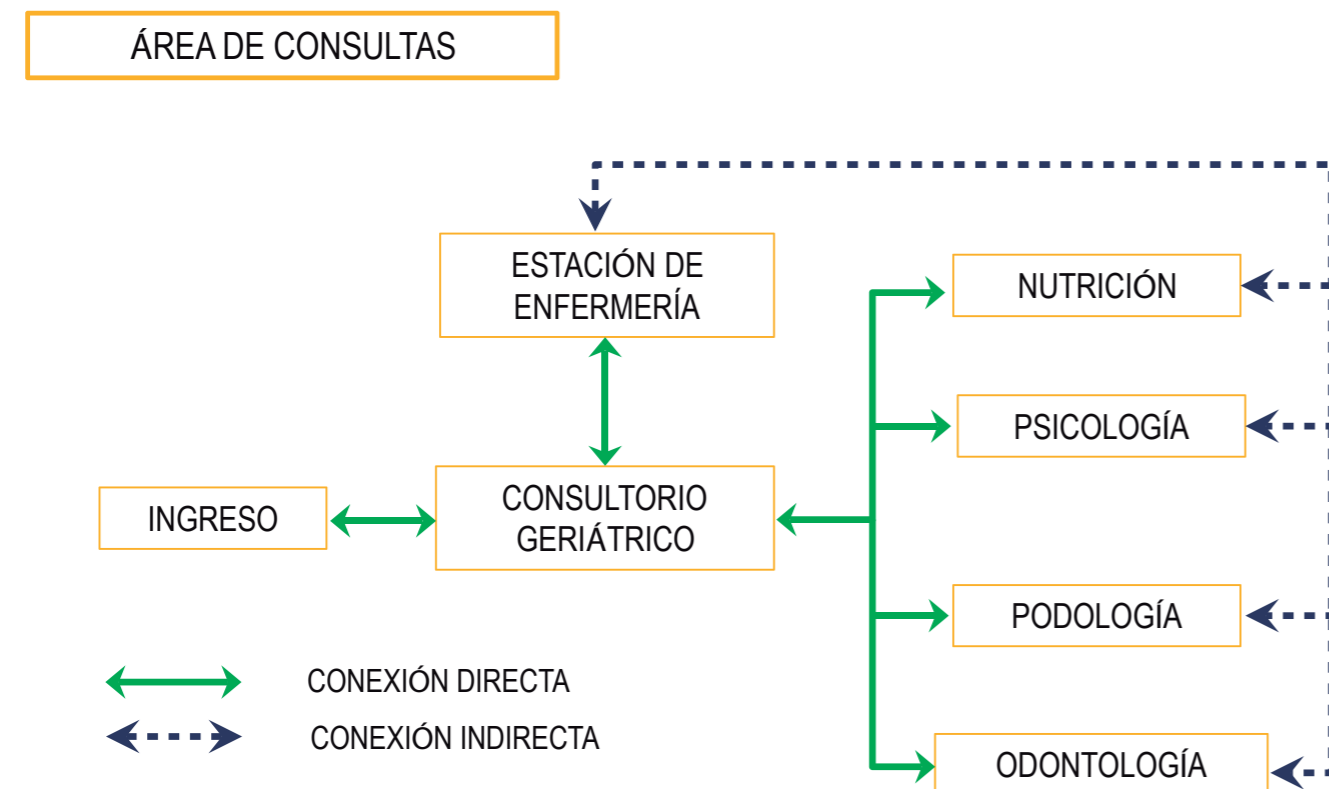 ÁREA DE CONSULTAS
ESTACIÓN DE
ENFERMERÍA
NUTRICIÓN
PSICOLOGÍA
INGRESO
CONSULTORIO
GERIÁTRICO
PODOLOGÍA
CONEXIÓN DIRECTA
CONEXIÓN INDIRECTA
ODONTOLOGÍA